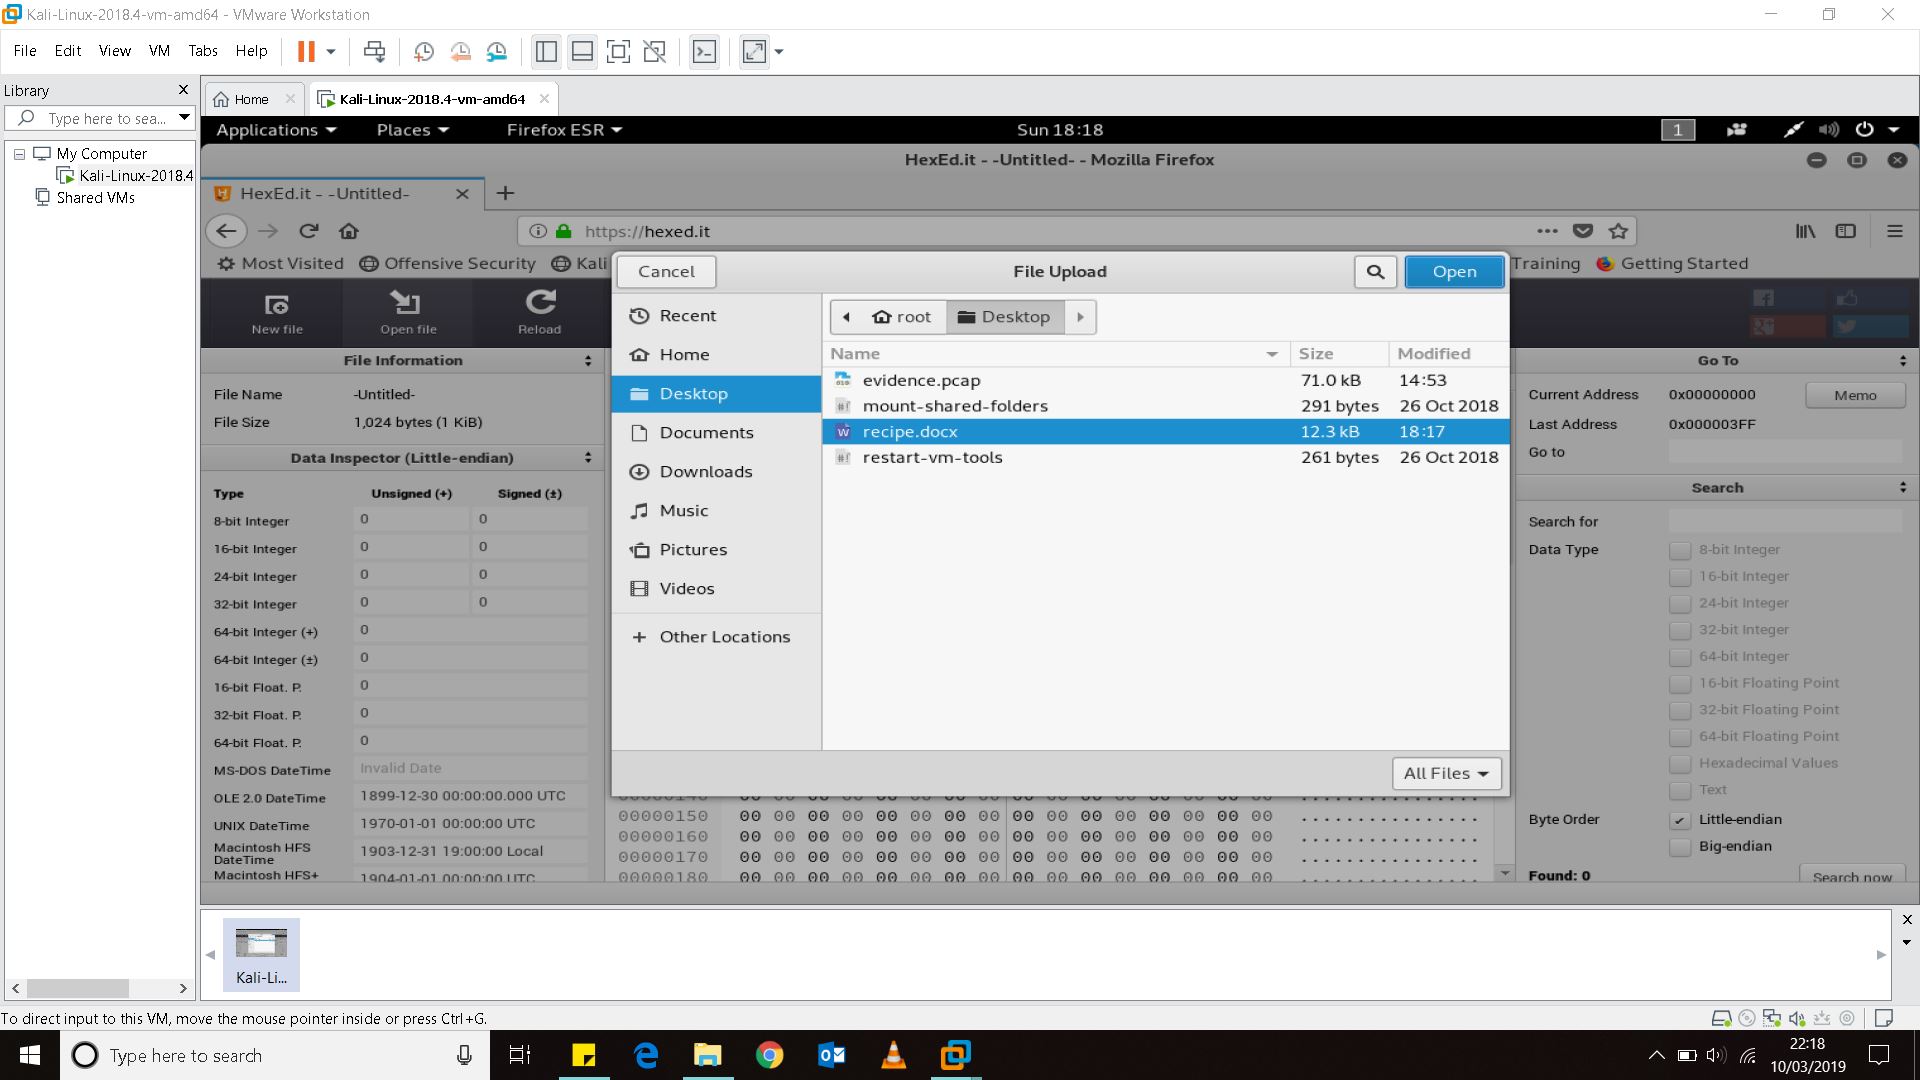 Kali-Linux-2018.4-vm-amd64 - VMware Workstation
File Edit View VM Tabs Help
Library
Type here to sea...
My Computer
Kali-Linux-2018.4
Shared VMs
Home
Kali-Linux-2018.4-vm-amd64
Applications Places Firefox ESR Sun 18:18 1
HexEd.it - -Untitled- - Mozilla Firefox
HexEd.it - -Untitled-
https://hexed.it
Most Visited Offensive Security Kali Training Getting Started
New file Open file Reload
File Information
File Name -Untitled-
File Size 1,024 bytes (1 KiB)
Data Inspector (Little-endian)
Type Unsigned (+) Signed (±)
8-bit Integer 0 0
16-bit Integer 0 0
24-bit Integer 0 0
32-bit Integer 0 0
64-bit Integer (+) 0
64-bit Integer (±) 0
16-bit Float. P. 0
32-bit Float. P. 0
64-bit Float. P. 0
MS-DOS DateTime Invalid Date
OLE 2.0 DateTime 1899-12-30 00:00:00.000 UTC
UNIX DateTime 1970-01-01 00:00:00 UTC
Macintosh HFS DateTime 1903-12-31 19:00:00 Local
Macintosh HFS+ 1904-01-01 00:00:00 UTC
Cancel File Upload Open
Recent
Home
Desktop
Documents
Downloads
Music
Pictures
Videos
Other Locations
root Desktop
Name Size Modified
evidence.pcap 71.0 kB 14:53
mount-shared-folders 291 bytes 26 Oct 2018
recipe.docx 12.3 kB 18:17
restart-vm-tools 261 bytes 26 Oct 2018
All Files
00000140 00 00 00 00 00 00 00 00 00 00 00 00 00 00 00 00 ................
00000150 00 00 00 00 00 00 00 00 00 00 00 00 00 00 00 00 ................
00000160 00 00 00 00 00 00 00 00 00 00 00 00 00 00 00 00 ................
00000170 00 00 00 00 00 00 00 00 00 00 00 00 00 00 00 00 ................
00000180 00 00 00 00 00 00 00 00 00 00 00 00 00 00 00 00 ................
Go To
Current Address 0x00000000 Memo
Last Address 0x000003FF
Go to
Search
Search for
Data Type 8-bit Integer
16-bit Integer
24-bit Integer
32-bit Integer
64-bit Integer
16-bit Floating Point
32-bit Floating Point
64-bit Floating Point
Hexadecimal Values
Text
Byte Order Little-endian
Big-endian
Found: 0 Search now
Kali-Li...
To direct input to this VM, move the mouse pointer inside or press Ctrl+G.
Type here to search
22:18
10/03/2019